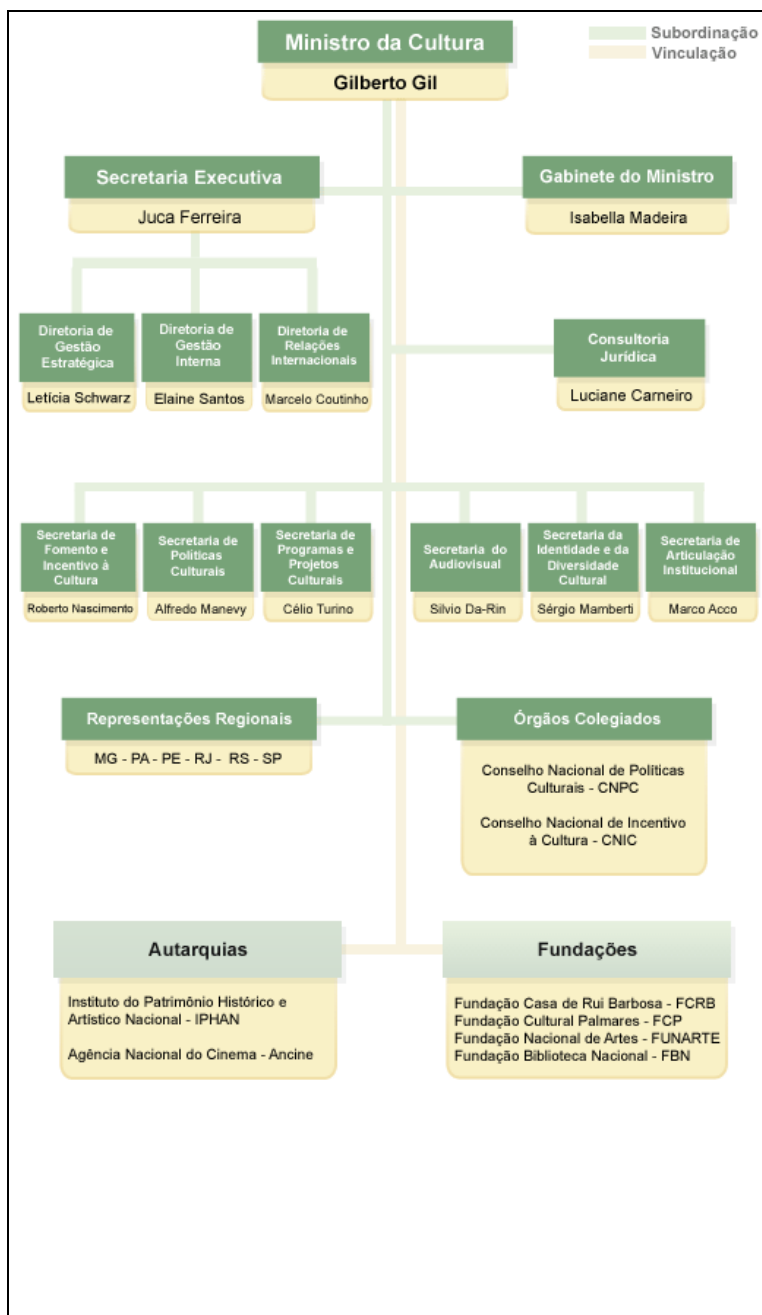 Subordinação
Vinculação
Ministro da Cultura
Gilberto Gil
Secretaria Executiva
Juca Ferreira
Gabinete do Ministro
Isabella Madeira
Diretoria de
Gestão
Estratégica
Letícia Schwarz
Diretoria de
Gestão
Interna
Elaine Santos
Diretoria de
Relações
Internacionais
Marcelo Coutinho
Consultoria
Jurídica
Luciane Carneiro
Secretaria de
Fomento e
Incentivo à
Cultura
Roberto Nascimento
Secretaria de
Políticas
Culturais
Alfredo Manevy
Secretaria de
Programas e
Projetos
Culturais
Célio Turino
Secretaria do
Audiovisual
Silvio Da-Rin
Secretaria da
Identidade e da
Diversidade
Cultural
Sérgio Mamberti
Secretaria de
Articulação
Institucional
Marco Acco
Representações Regionais
MG - PA - PE - RJ - RS - SP
Órgãos Colegiados
Conselho Nacional de Políticas
Culturais - CNPC
Conselho Nacional de Incentivo
à Cultura - CNIC
Autarquias
Instituto do Patrimônio Histórico e
Artístico Nacional - IPHAN
Agência Nacional do Cinema - Ancine
Fundações
Fundação Casa de Rui Barbosa - FCRB
Fundação Cultural Palmares - FCP
Fundação Nacional de Artes - FUNARTE
Fundação Biblioteca Nacional - FBN